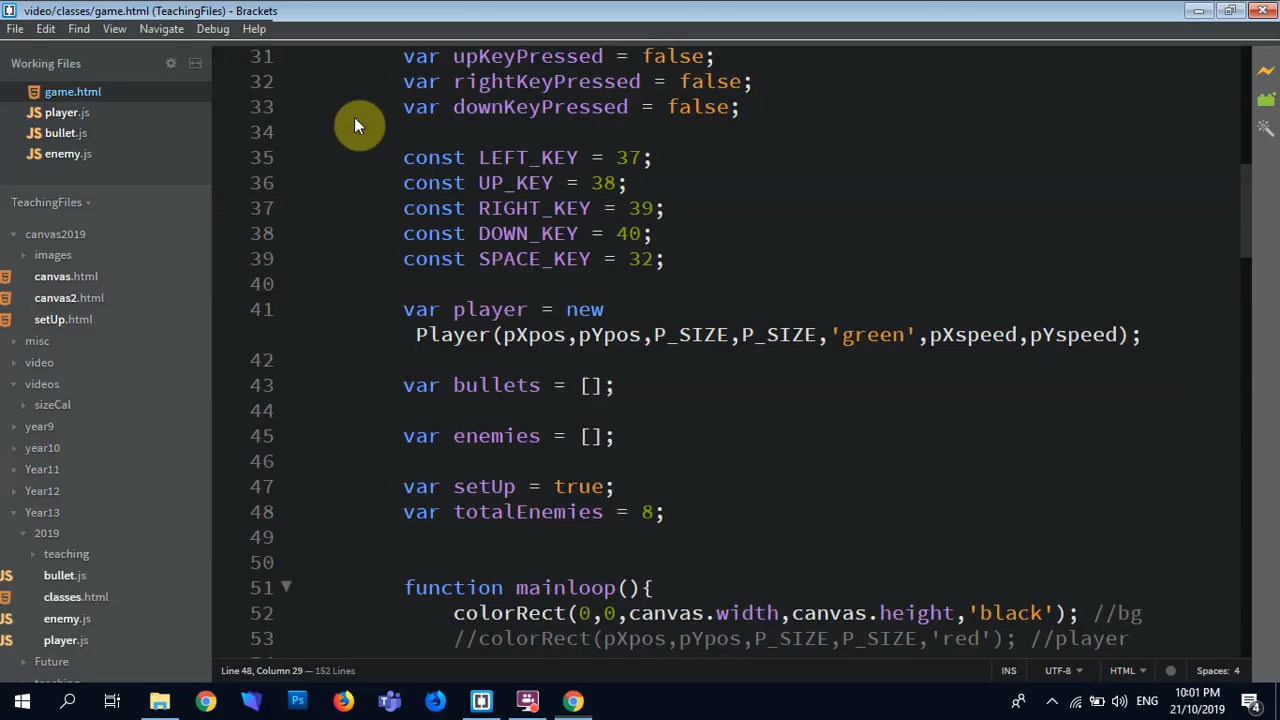 video/classes/game.html (TeachingFiles) - Brackets
File Edit Find View Navigate Debug Help
Working Files
game.html
player.js
bullet.js
enemy.js
TeachingFiles
canvas2019
images
canvas.html
canvas2.html
setUp.html
misc
video
videos
sizeCal
year9
year10
Year11
Year12
Year13
2019
teaching
bullet.js
classes.html
enemy.js
player.js
Future
31 var upKeyPressed = false;
32 var rightKeyPressed = false;
33 var downKeyPressed = false;
34
35 const LEFT_KEY = 37;
36 const UP_KEY = 38;
37 const RIGHT_KEY = 39;
38 const DOWN_KEY = 40;
39 const SPACE_KEY = 32;
40
41 var player = new
Player(pXpos,pYpos,P_SIZE,P_SIZE,'green',pXspeed,pYspeed);
42
43 var bullets = [];
44
45 var enemies = [];
46
47 var setUp = true;
48 var totalEnemies = 8;
49
50
51 function mainloop(){
52 colorRect(0,0,canvas.width,canvas.height,'black'); //bg
53 //colorRect(pXpos,pYpos,P_SIZE,P_SIZE,'red'); //player
Line 48, Column 29 — 152 Lines
INS UTF-8 HTML Spaces: 4
ENG
10:01 PM
21/10/2019
4